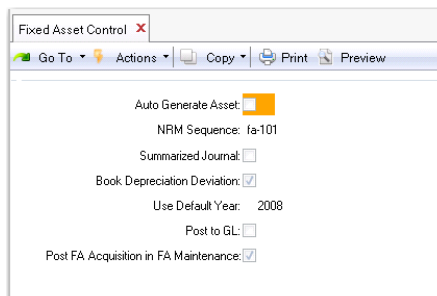 Fixed Asset Control
Go To Actions Copy Print Preview
Auto Generate Asset:
NRM Sequence: fa-101
Summarized Journal:
Book Depreciation Deviation:
Use Default Year: 2008
Post to GL:
Post FA Acquisition in FA Maintenance: